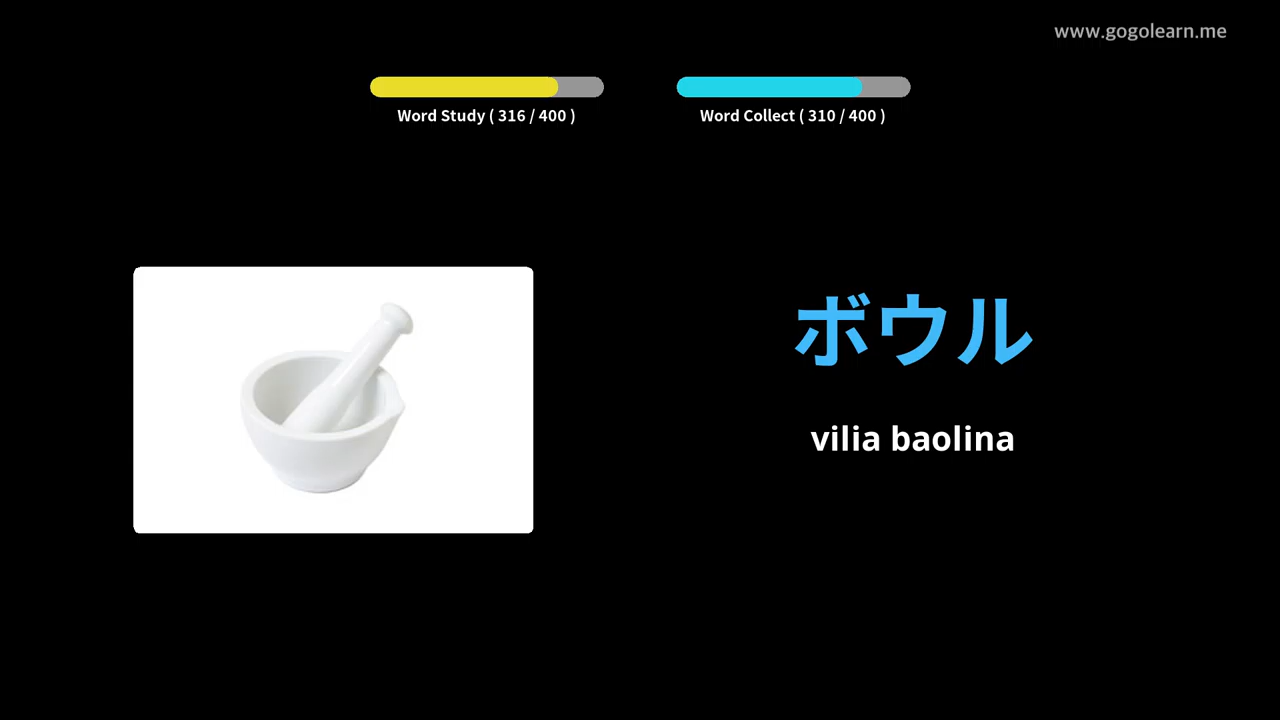 www.gogolearn.me
Word Study ( 316 / 400 )
Word Collect ( 310 / 400 )
ボウル
vilia baolina